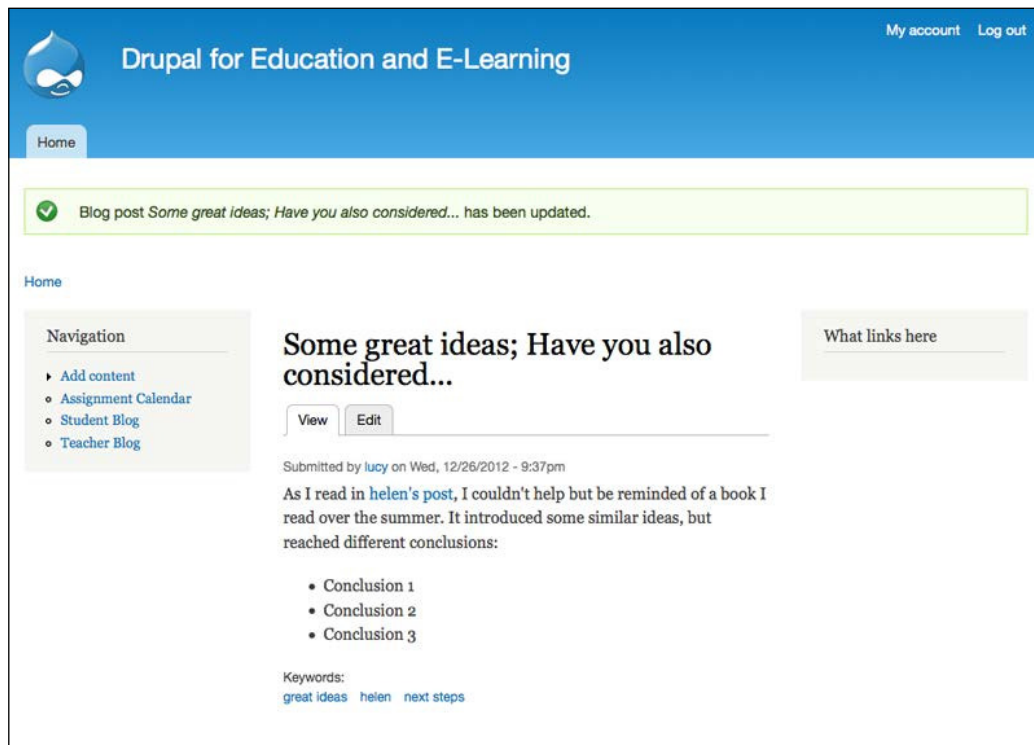 My account Log out
Drupal for Education and E-Learning
Home
Blog post Some great ideas; Have you also considered... has been updated.
Home
Navigation
Add content
Assignment Calendar
Student Blog
Teacher Blog
Some great ideas; Have you also
considered...
View Edit
Submitted by lucy on Wed, 12/26/2012 - 9:37pm
As I read in helen's post, I couldn't help but be reminded of a book I
read over the summer. It introduced some similar ideas, but
reached different conclusions:
• Conclusion 1
• Conclusion 2
• Conclusion 3
Keywords:
great ideas helen next steps
What links here